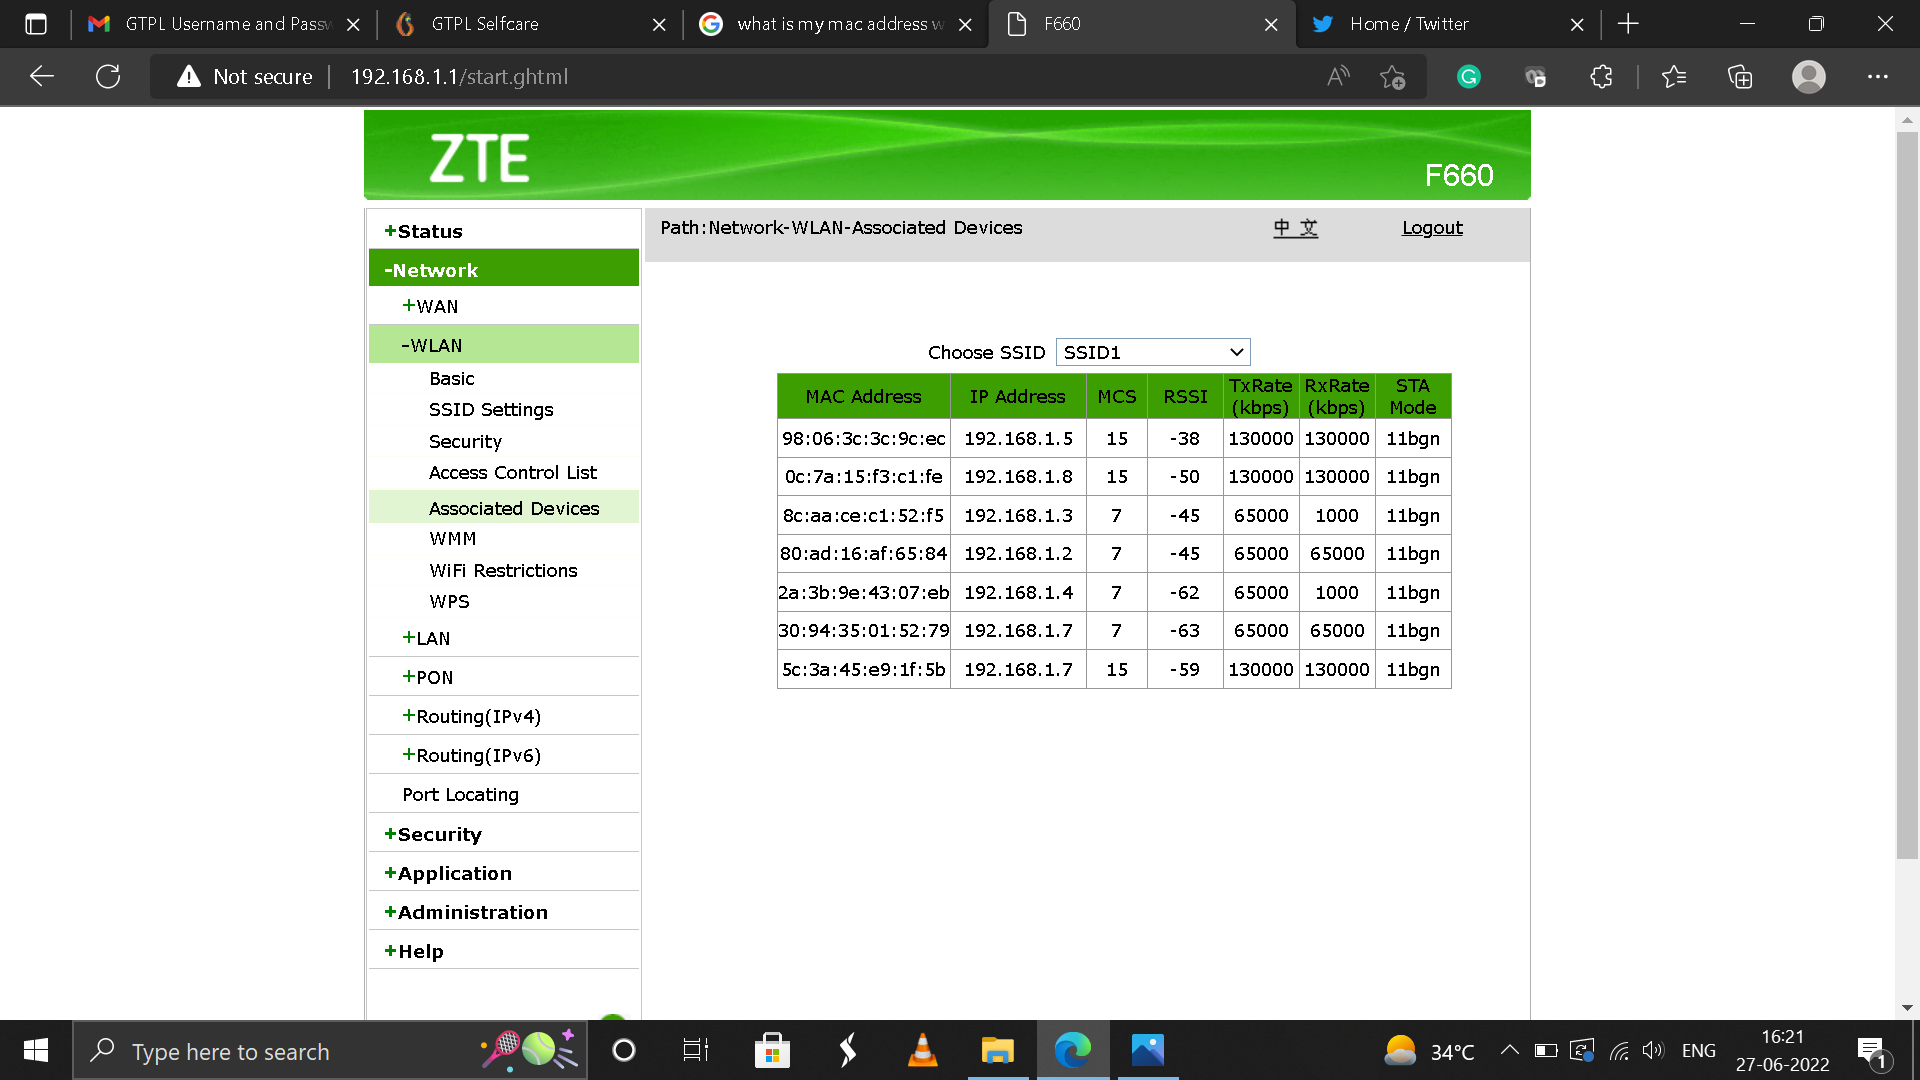 GTPL Username and Passw
GTPL Selfcare
what is my mac address w
F660
Home / Twitter
Not secure
192.168.1.1/start.ghtml
ZTE
F660
+Status
-Network
+WAN
-WLAN
Basic
SSID Settings
Security
Access Control List
Associated Devices
WMM
WiFi Restrictions
WPS
+LAN
+PON
+Routing(IPv4)
+Routing(IPv6)
Port Locating
+Security
+Application
+Administration
+Help
Path:Network-WLAN-Associated Devices
中 文
Logout
Choose SSID SSID1
MAC Address IP Address MCS RSSI TxRate (kbps) RxRate (kbps) STA Mode
98:06:3c:3c:9c:ec 192.168.1.5 15 -38 130000 130000 11bgn
0c:7a:15:f3:c1:fe 192.168.1.8 15 -50 130000 130000 11bgn
8c:aa:ce:c1:52:f5 192.168.1.3 7 -45 65000 1000 11bgn
80:ad:16:af:65:84 192.168.1.2 7 -45 65000 65000 11bgn
2a:3b:9e:43:07:eb 192.168.1.4 7 -62 65000 1000 11bgn
30:94:35:01:52:79 192.168.1.7 7 -63 65000 65000 11bgn
5c:3a:45:e9:1f:5b 192.168.1.7 15 -59 130000 130000 11bgn
Type here to search
34°C
ENG
16:21
27-06-2022
1